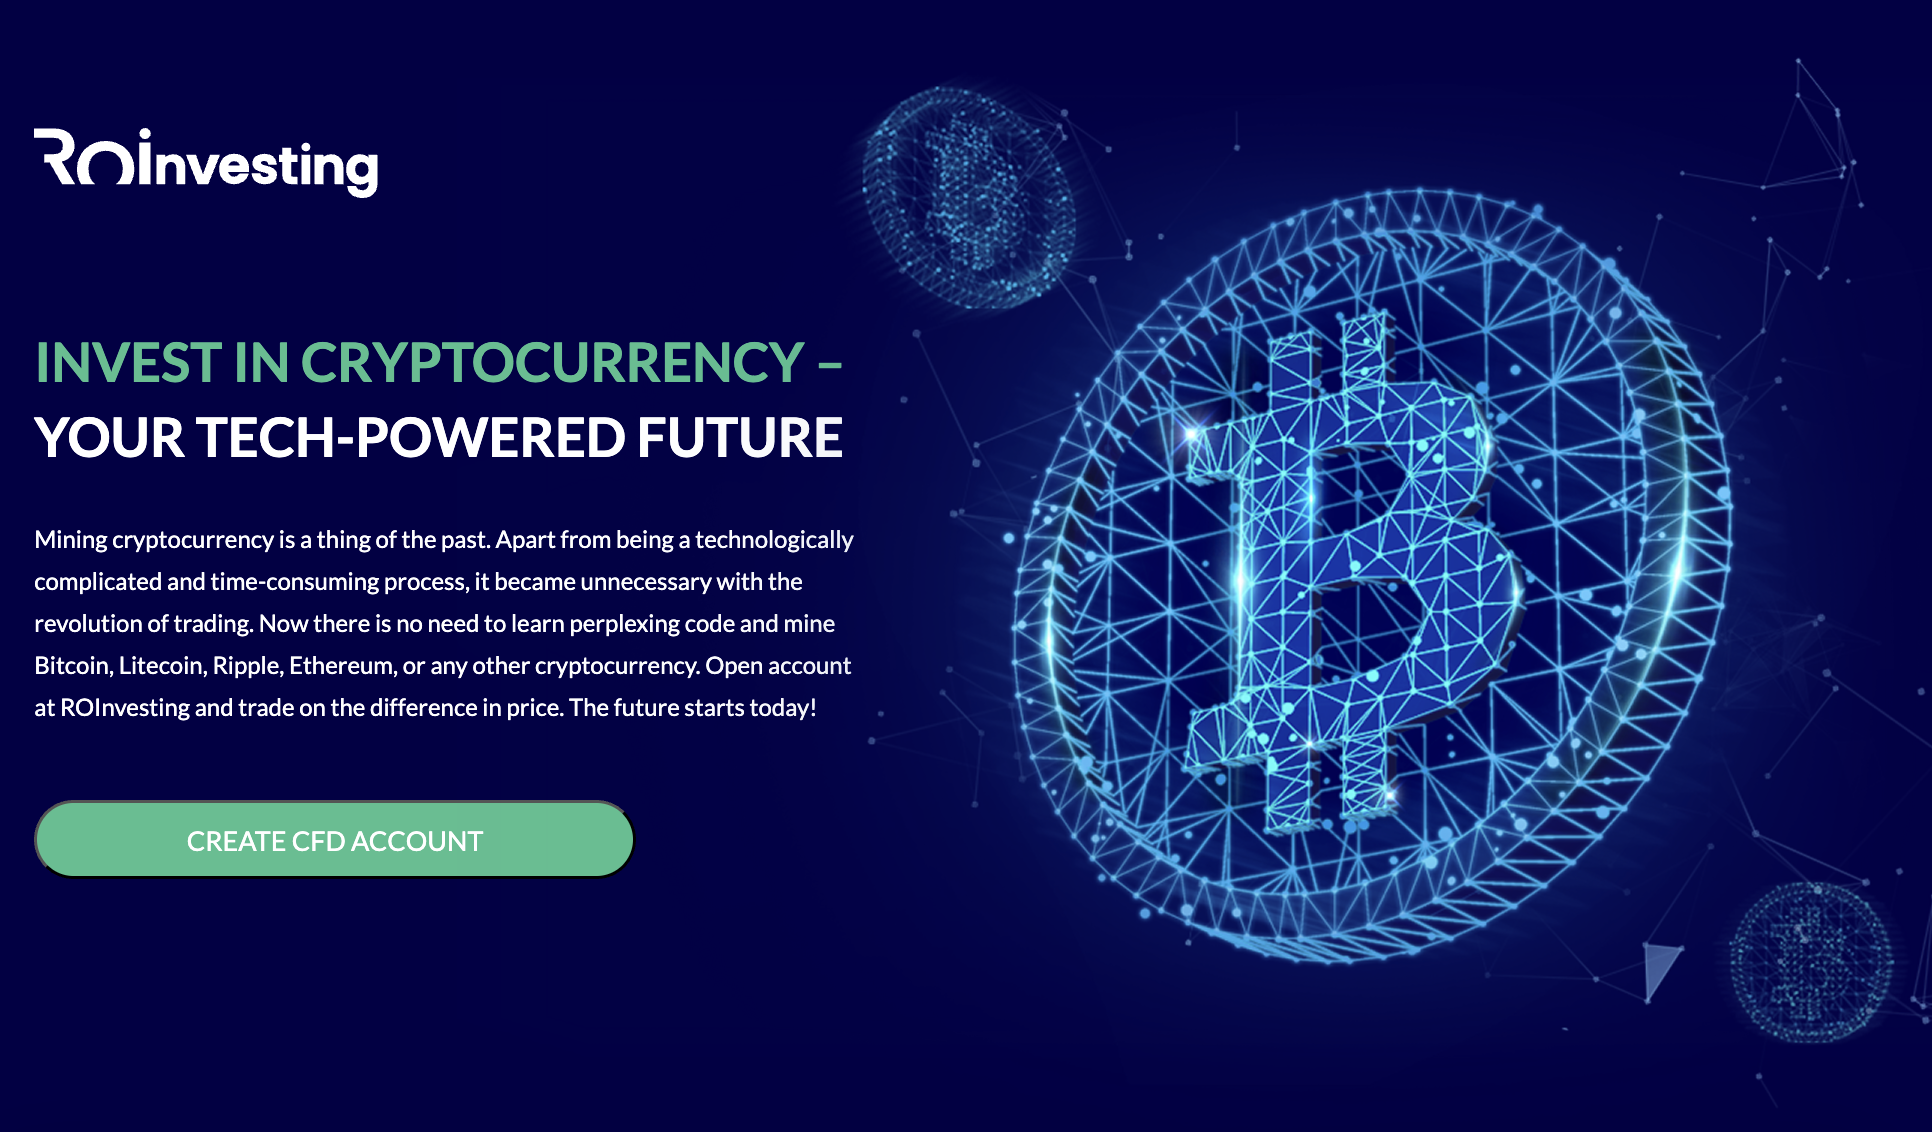 ROInvesting
INVEST IN CRYPTOCURRENCY –
YOUR TECH-POWERED FUTURE
Mining cryptocurrency is a thing of the past. Apart from being a technologically
complicated and time-consuming process, it became unnecessary with the
revolution of trading. Now there is no need to learn perplexing code and mine
Bitcoin, Litecoin, Ripple, Ethereum, or any other cryptocurrency. Open account
at ROInvesting and trade on the difference in price. The future starts today!
CREATE CFD ACCOUNT